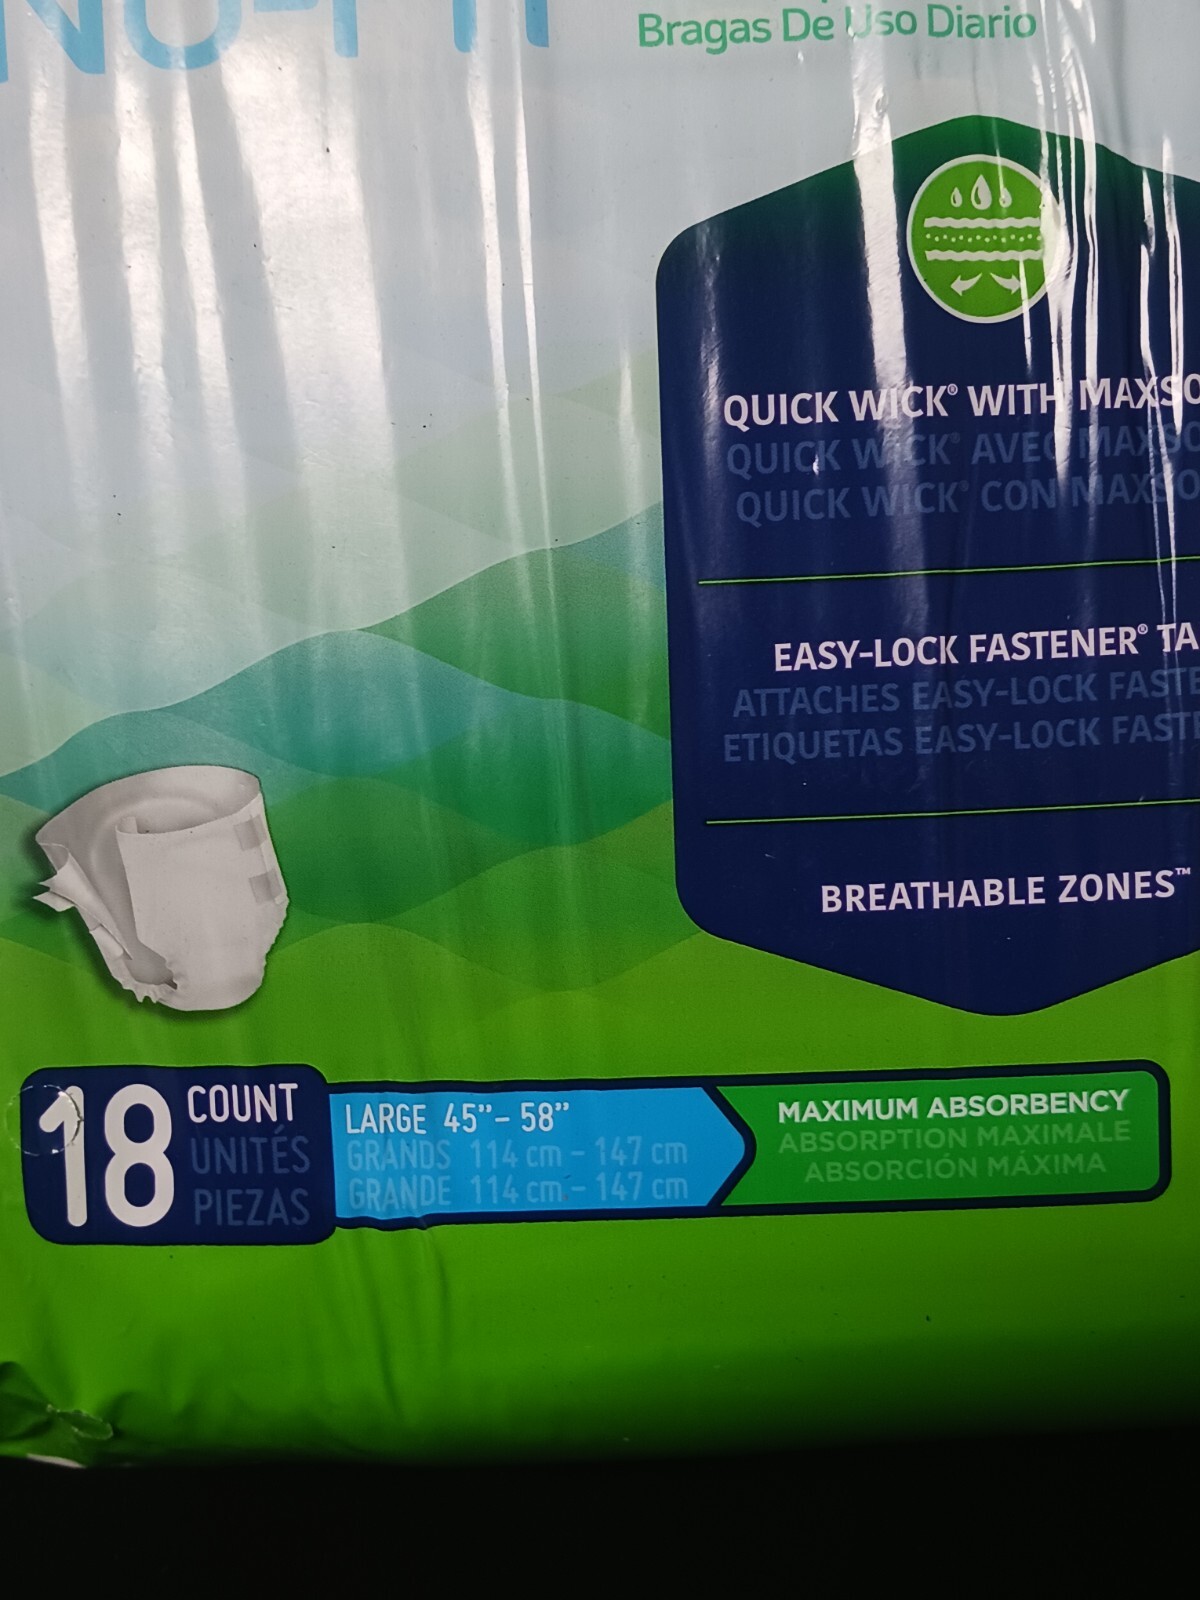 Bragas De Uso Diario
QUICK WICK® WITH
QUICK WICK® AVEC
QUICK WICK® CON
EASY-LOCK FASTENER®
ATTACHES EASY-LOCK
ETIQUETAS EASY-LOCK
BREATHABLE ZONES™
18 COUNT
UNITÉS
PIEZAS
LARGE 45”– 58”
GRANDS 114 cm – 147 cm
GRANDE 114 cm – 147 cm
MAXIMUM ABSORBENCY
ABSORPTION MAXIMALE
ABSORCIÓN MÁXIMA